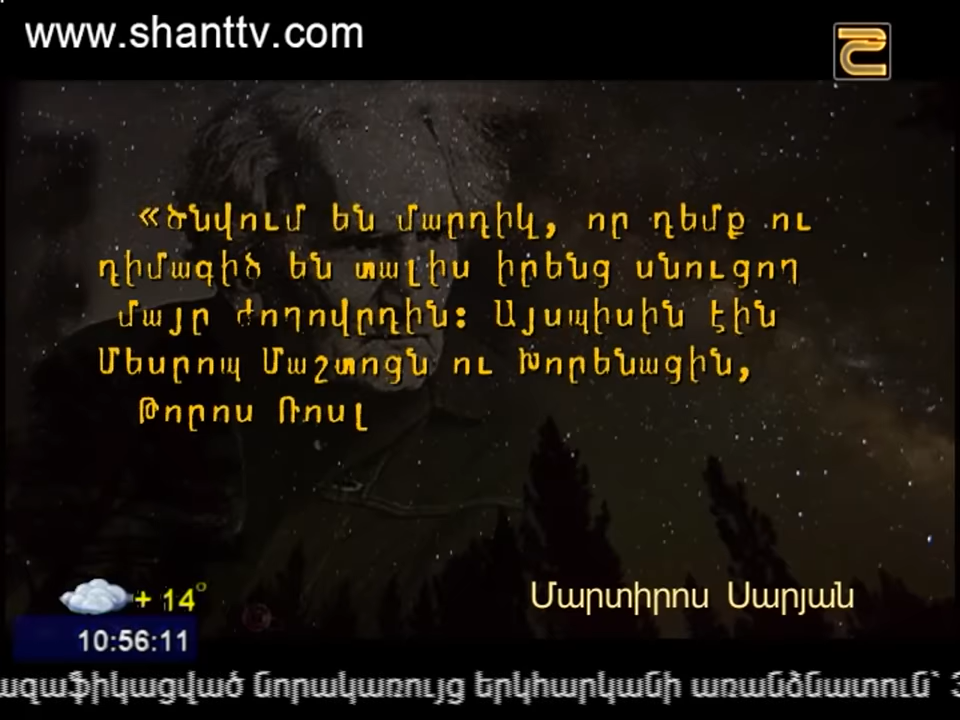 www.shanttv.com
«Ծնվում են մարդիկ, որ դեմք ու
դիմագիծ են տալիս իրենց սնուցող
մայր ժողովրդին: Այսպիսին էին
Մեսրոպ Մաշտոցն ու Խորենացին,
Թորոս Ռոսլ
+ 14°
Մարտիրոս Սարյան
10:56:11
ազաֆիկացված նորակառույց երկհարկանի առանձնատուն՝ 3